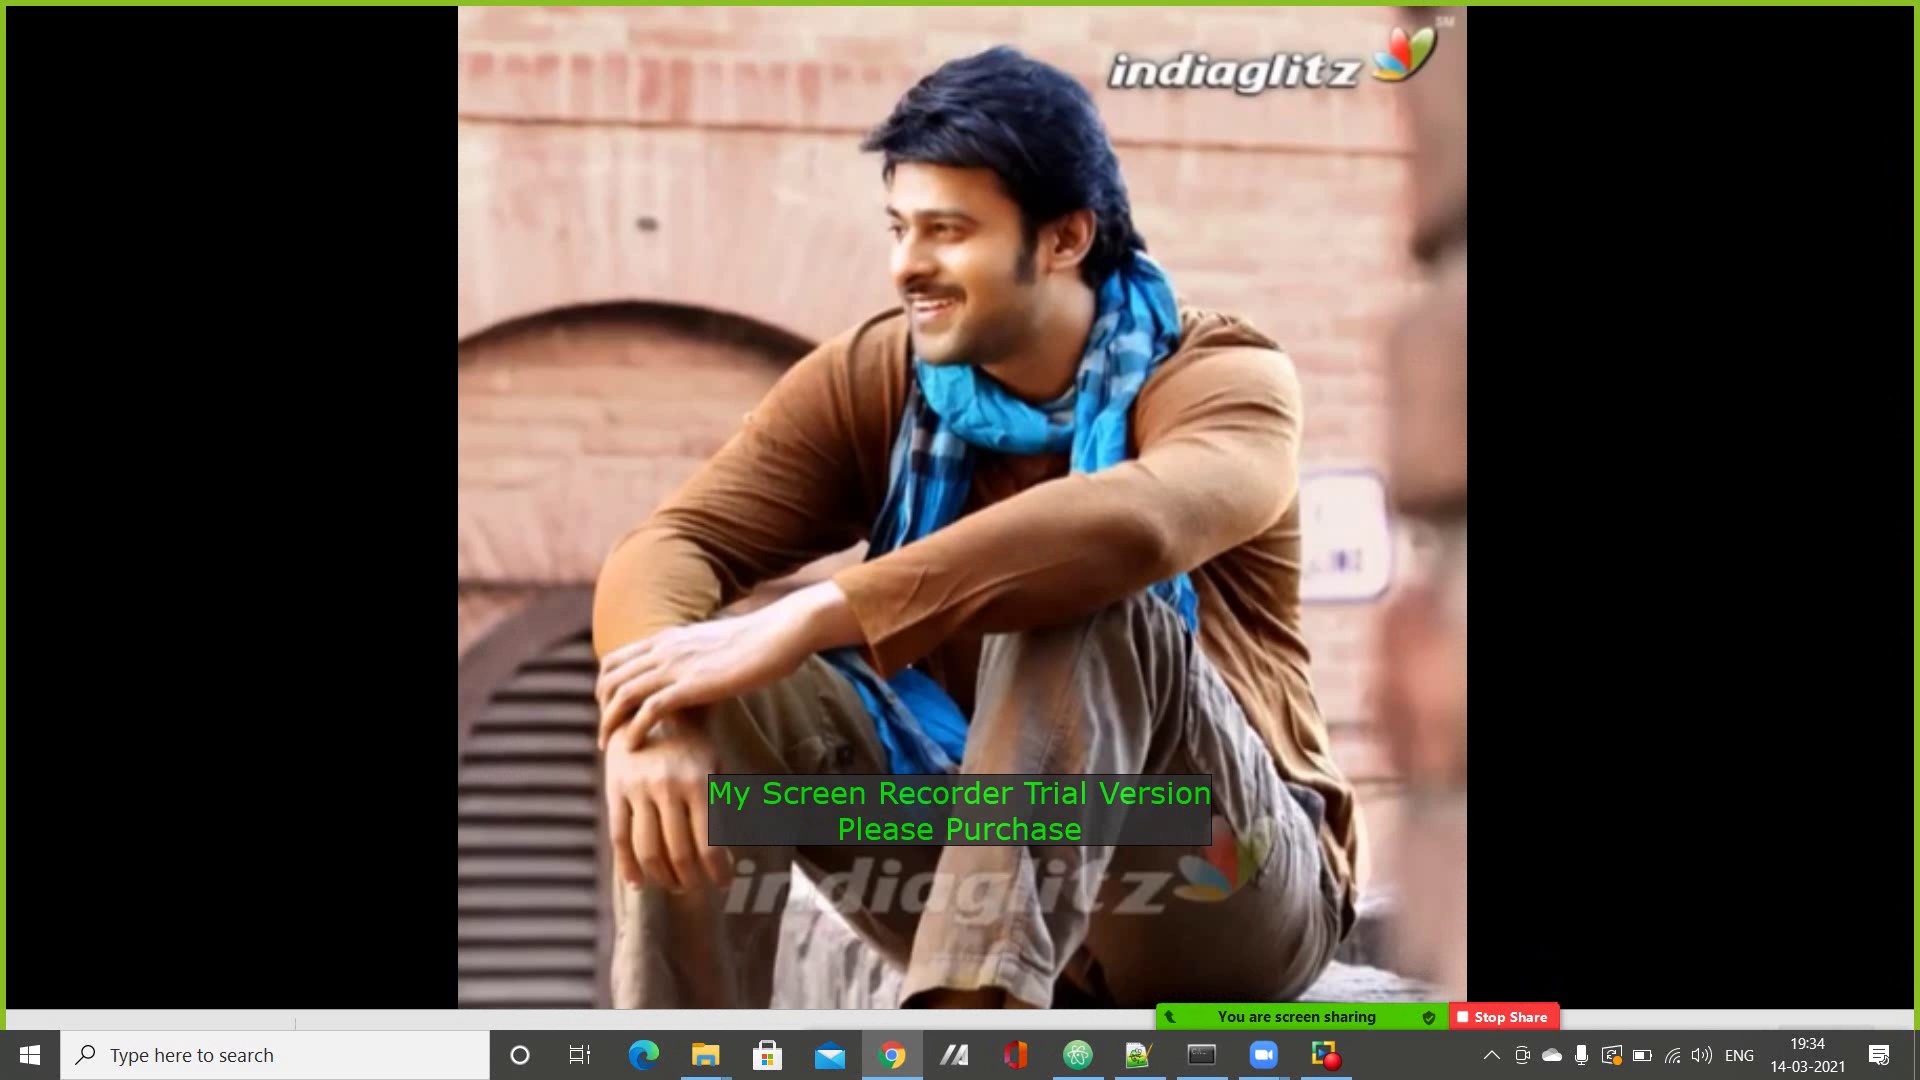 indiaglitz SM
My Screen Recorder Trial Version
Please Purchase
indiaglitz
You are screen sharing
Stop Share
Type here to search
ENG
19:34
14-03-2021